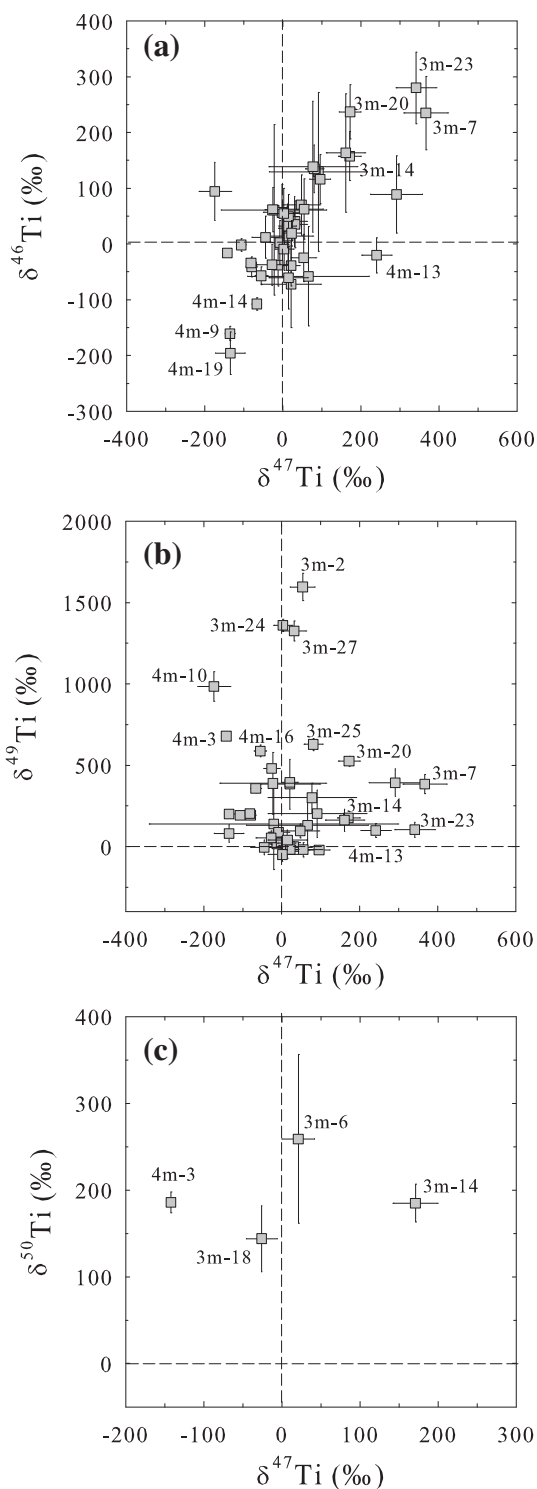 (a)
400
300
200
100
0
-100
-200
-300
δ⁴⁶Ti (‰)
3m-23
3m-20
3m-7
3m-14
4m-13
4m-14
4m-9
4m-19
-400 -200 0 200 400 600
δ⁴⁷Ti (‰)
(b)
2000
1500
1000
500
0
δ⁴⁹Ti (‰)
3m-2
3m-24
3m-27
4m-10
4m-3
4m-16
3m-25
3m-20
3m-7
3m-14
3m-23
4m-13
-400 -200 0 200 400 600
δ⁴⁷Ti (‰)
(c)
400
300
200
100
0
δ⁵⁰Ti (‰)
3m-6
4m-3
3m-14
3m-18
-200 -100 0 100 200 300
δ⁴⁷Ti (‰)